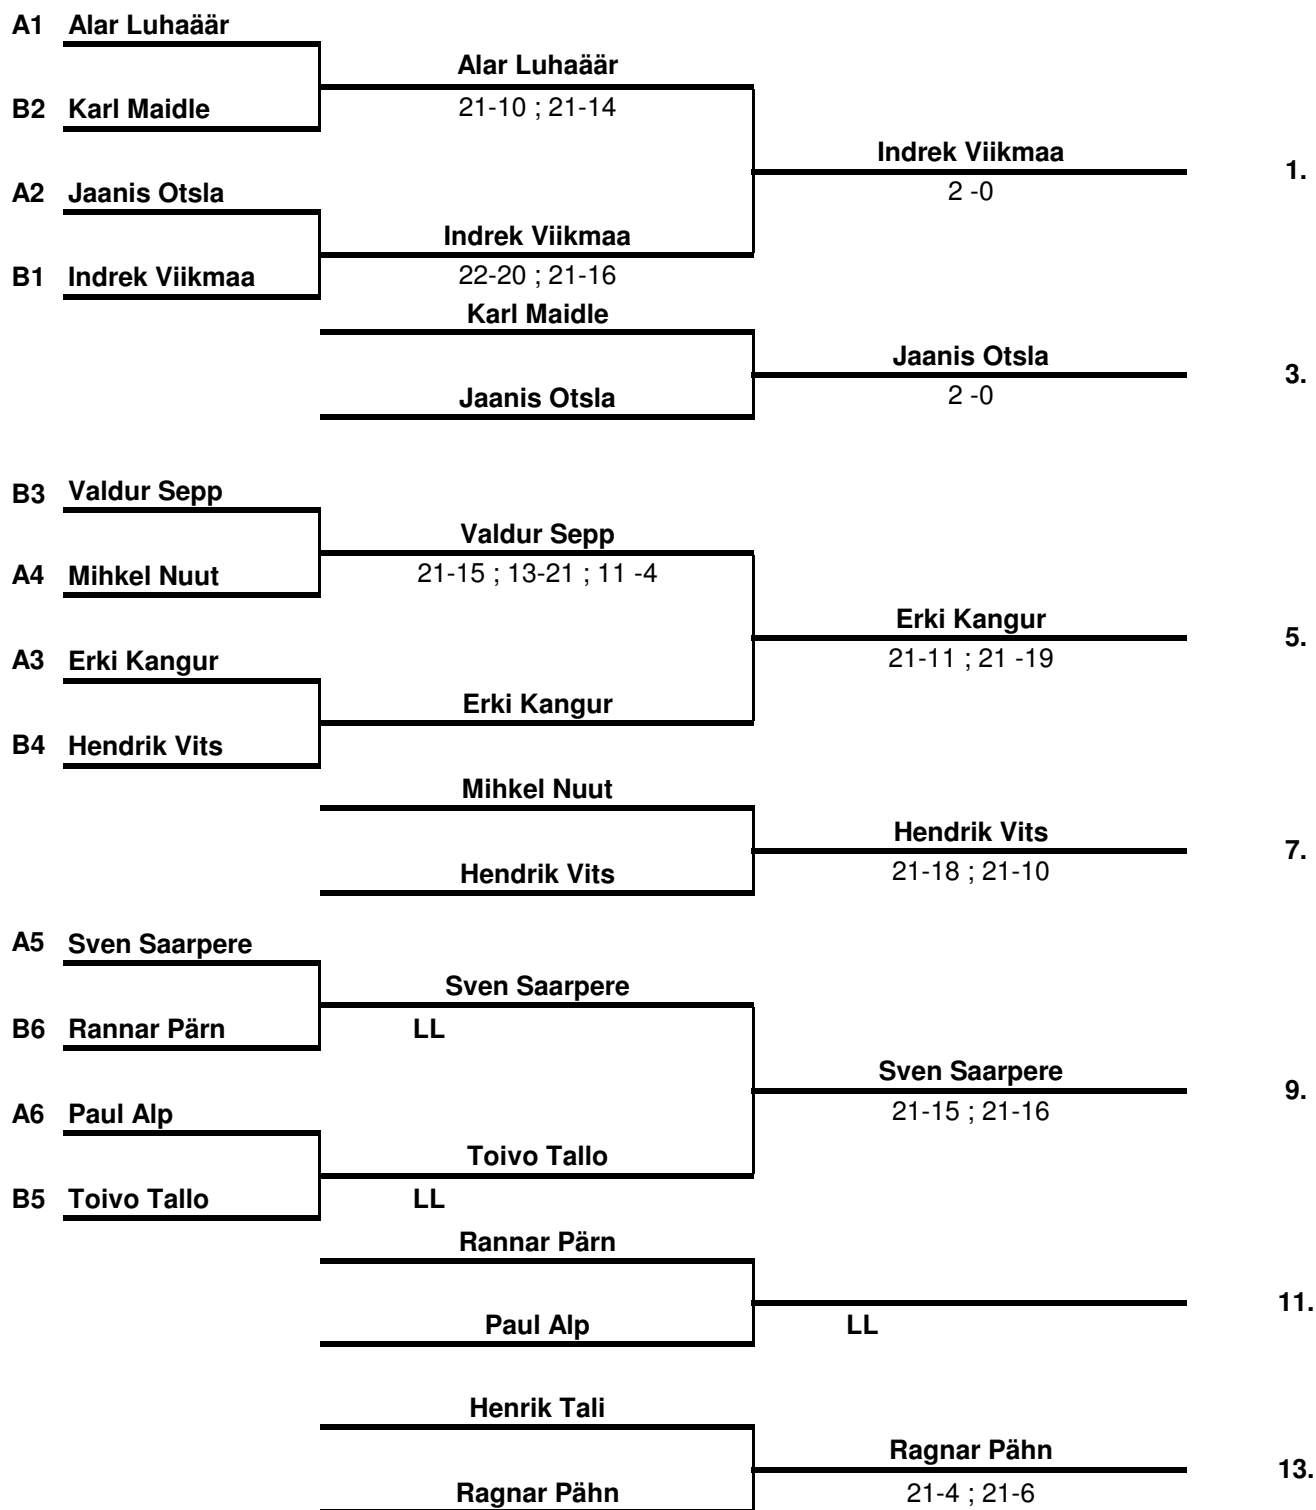 A1 Alar Luhaäär
Alar Luhaäär
B2 Karl Maidle
21-10 ; 21-14
Indrek Viikmaa
1.
A2 Jaanis Otsla
2 -0
Indrek Viikmaa
B1 Indrek Viikmaa
22-20 ; 21-16
Karl Maidle
Jaanis Otsla
3.
Jaanis Otsla
2 -0
B3 Valdur Sepp
Valdur Sepp
A4 Mihkel Nuut
21-15 ; 13-21 ; 11 -4
Erki Kangur
5.
A3 Erki Kangur
21-11 ; 21 -19
Erki Kangur
B4 Hendrik Vits
Mihkel Nuut
Hendrik Vits
7.
Hendrik Vits
21-18 ; 21-10
A5 Sven Saarpere
Sven Saarpere
B6 Rannar Pärn
LL
Sven Saarpere
9.
A6 Paul Alp
21-15 ; 21-16
Toivo Tallo
B5 Toivo Tallo
LL
Rannar Pärn
11.
Paul Alp
LL
Henrik Tali
Ragnar Pähn
13.
Ragnar Pähn
21-4 ; 21-6